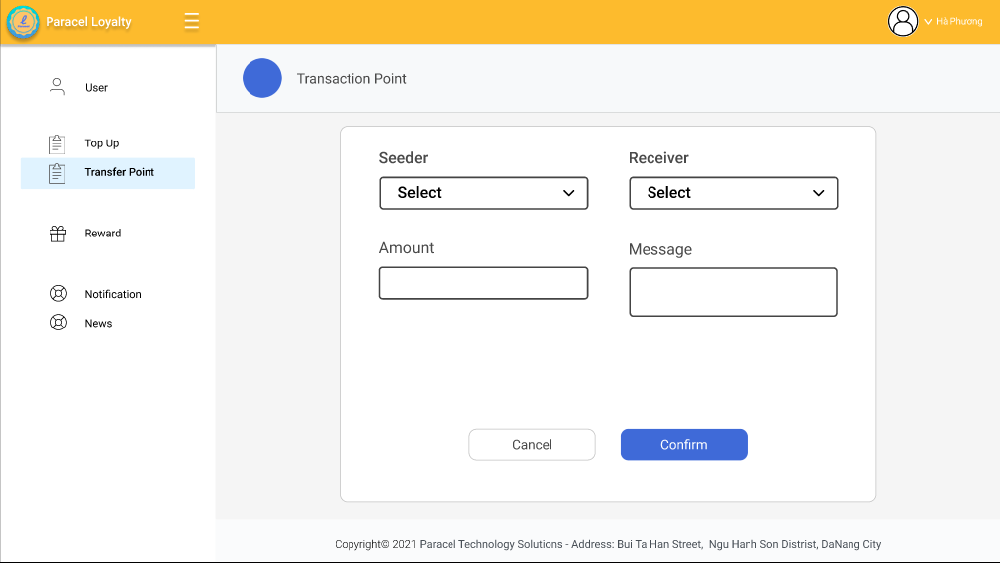 Paracel Loyalty
Hà Phương
User
Top Up
Transfer Point
Reward
Notification
News
Transaction Point
Seeder
Receiver
Select
Select
Amount
Message
Cancel
Confirm
Copyright© 2021 Paracel Technology Solutions - Address: Bui Ta Han Street, Ngu Hanh Son Distrist, DaNang City